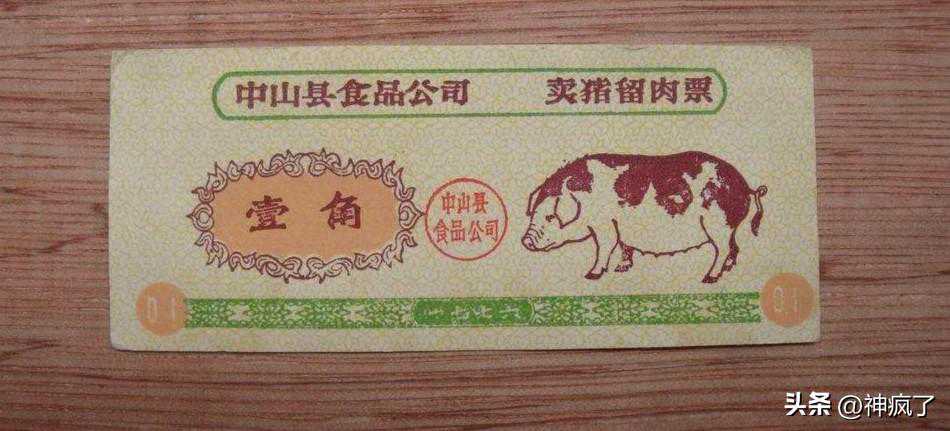 中山县食品公司 卖猪留肉票
壹角
中山县
食品公司
0.1
0.1
头条 @神疯了